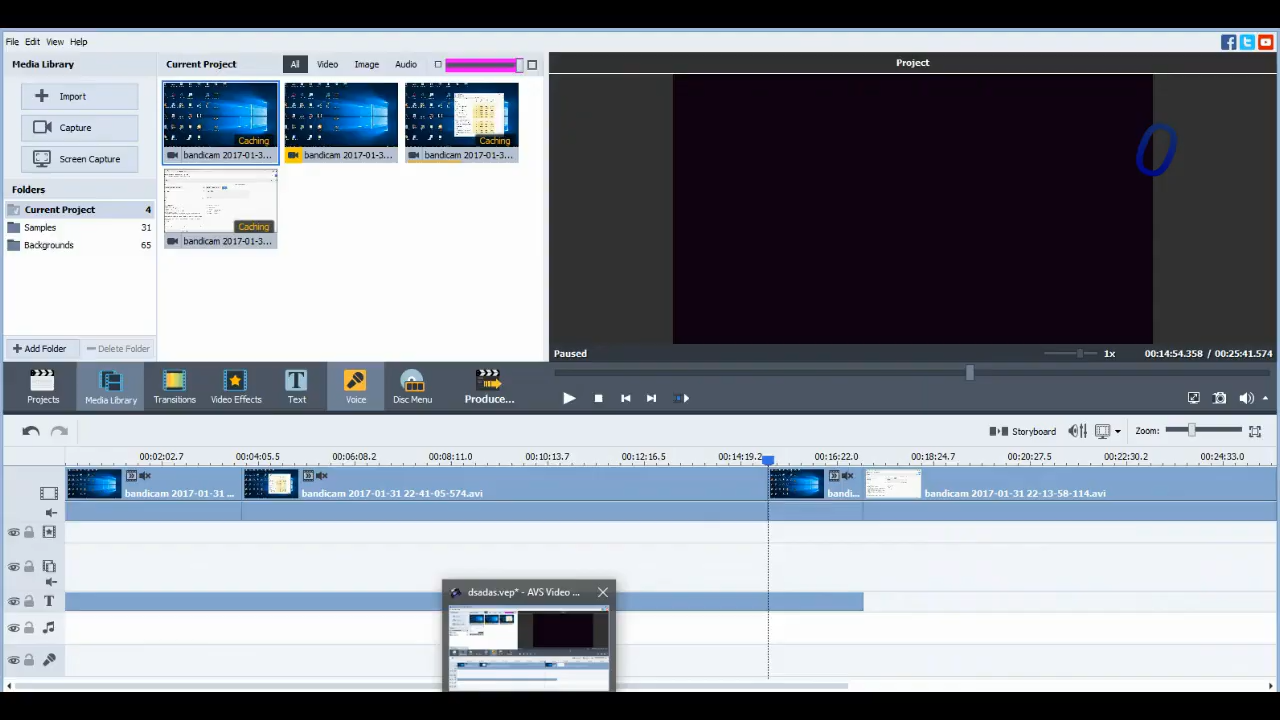 File Edit View Help
Media Library
Current Project
All Video Image Audio
Project
Import
Capture
Screen Capture
Caching
Caching
bandicam 2017-01-3...
bandicam 2017-01-3...
bandicam 2017-01-3...
Caching
bandicam 2017-01-3...
0
Folders
Current Project 4
Samples 31
Backgrounds 65
Add Folder
Delete Folder
Paused
1x
00:14:54.358 / 00:25:41.574
Projects
Media Library
Transitions
Video Effects
Text
Voice
Disc Menu
Produce...
Storyboard
Zoom:
00:02:02.7 00:04:05.5 00:06:08.2 00:08:11.0 00:10:13.7 00:12:16.5 00:14:19.2 00:16:22.0 00:18:24.7 00:20:27.5 00:22:30.2 00:24:33.0
bandicam 2017-01-31 ...
bandicam 2017-01-31 22-41-05-574.avi
bandi...
bandicam 2017-01-31 22-13-58-114.avi
T
dsadas.vep* - AVS Video ...